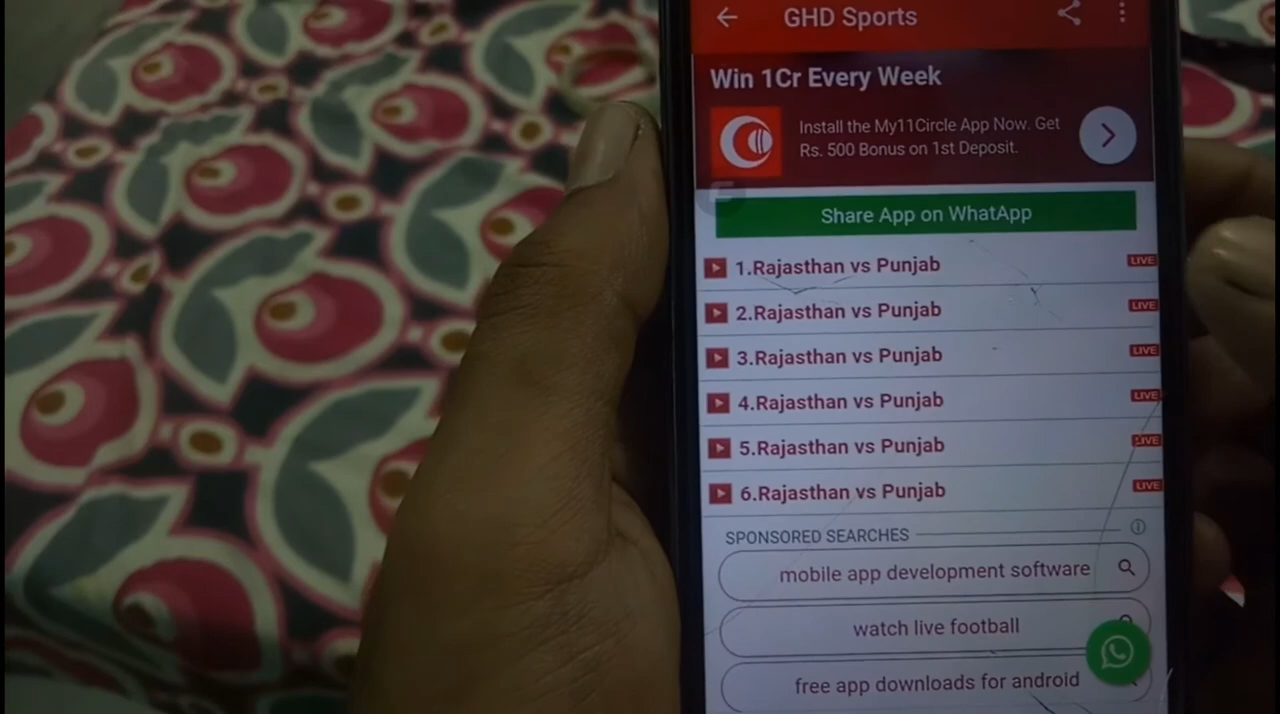 GHD Sports
Win 1Cr Every Week
Install the My11Circle App Now. Get
Rs. 500 Bonus on 1st Deposit.
Share App on WhatApp
1.Rajasthan vs Punjab LIVE
2.Rajasthan vs Punjab LIVE
3.Rajasthan vs Punjab LIVE
4.Rajasthan vs Punjab LIVE
5.Rajasthan vs Punjab LIVE
6.Rajasthan vs Punjab LIVE
SPONSORED SEARCHES
mobile app development software
watch live football
free app downloads for android